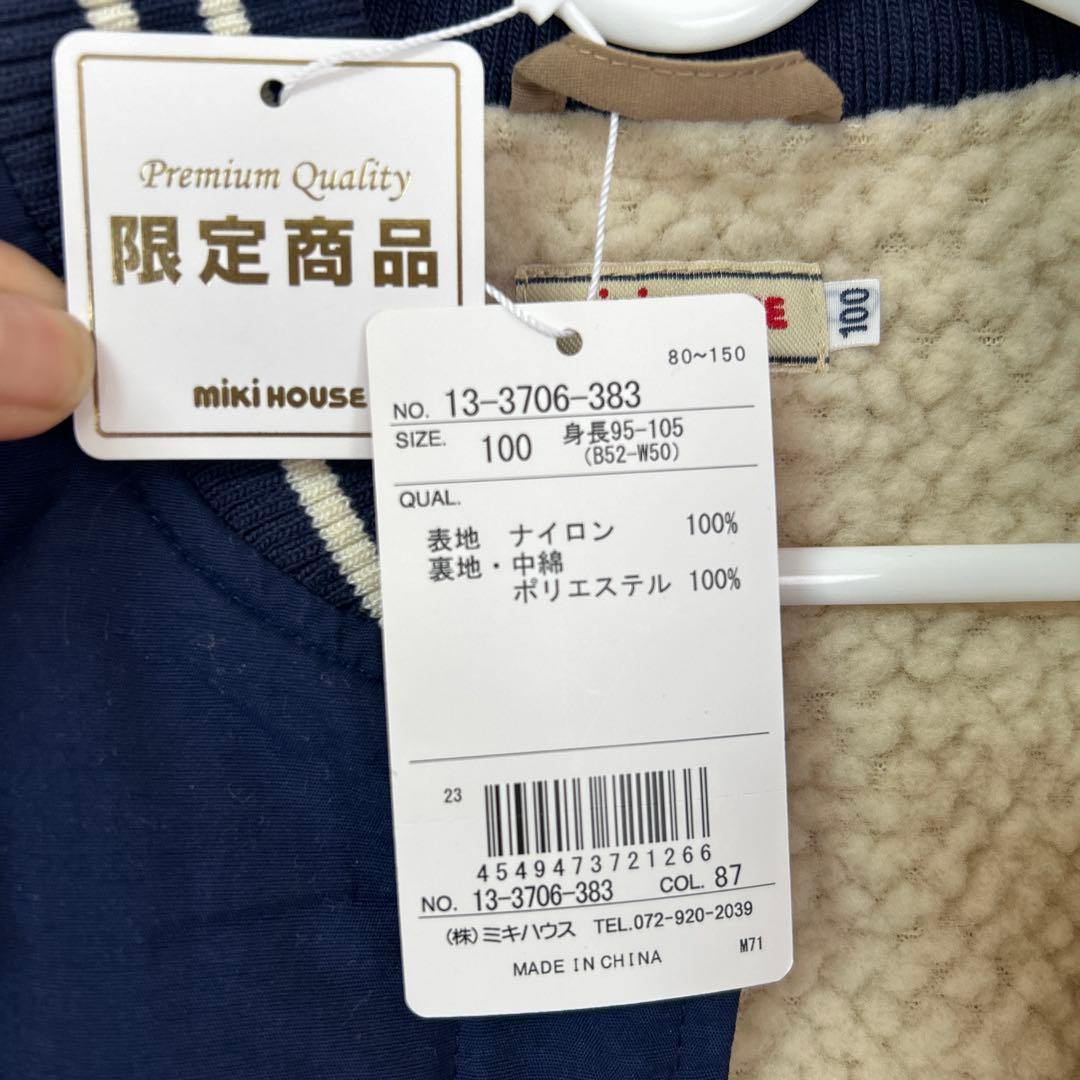 Premium Quality
限定商品
miki HOUSE
100
80~150
NO. 13-3706-383
SIZE. 100 身長95-105
(B52-W50)
QUAL.
表地 ナイロン 100%
裏地・中綿
ポリエステル 100%
23
4549473721266
NO. 13-3706-383 COL. 87
(株)ミキハウス TEL.072-920-2039
MADE IN CHINA M71